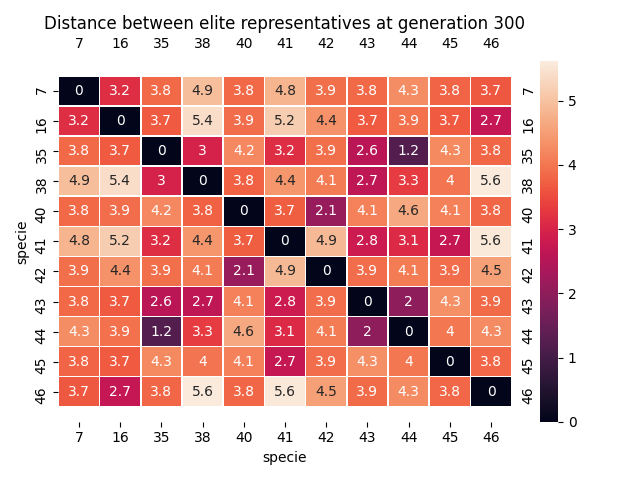 Distance between elite representatives at generation 300
7 16 35 38 40 41 42 43 44 45 46
7 0 3.2 3.8 4.9 3.8 4.8 3.9 3.8 4.3 3.8 3.7 7
16 3.2 0 3.7 5.4 3.9 5.2 4.4 3.7 3.9 3.7 2.7 16
35 3.8 3.7 0 3 4.2 3.2 3.9 2.6 1.2 4.3 3.8 35
38 4.9 5.4 3 0 3.8 4.4 4.1 2.7 3.3 4 5.6 38
40 3.8 3.9 4.2 3.8 0 3.7 2.1 4.1 4.6 4.1 3.8 40
41 4.8 5.2 3.2 4.4 3.7 0 4.9 2.8 3.1 2.7 5.6 41
42 3.9 4.4 3.9 4.1 2.1 4.9 0 3.9 4.1 3.9 4.5 42
43 3.8 3.7 2.6 2.7 4.1 2.8 3.9 0 2 4.3 3.9 43
44 4.3 3.9 1.2 3.3 4.6 3.1 4.1 2 0 4 4.3 44
45 3.8 3.7 4.3 4 4.1 2.7 3.9 4.3 4 0 3.8 45
46 3.7 2.7 3.8 5.6 3.8 5.6 4.5 3.9 4.3 3.8 0 46
7 16 35 38 40 41 42 43 44 45 46
specie
specie
5
4
3
2
1
0